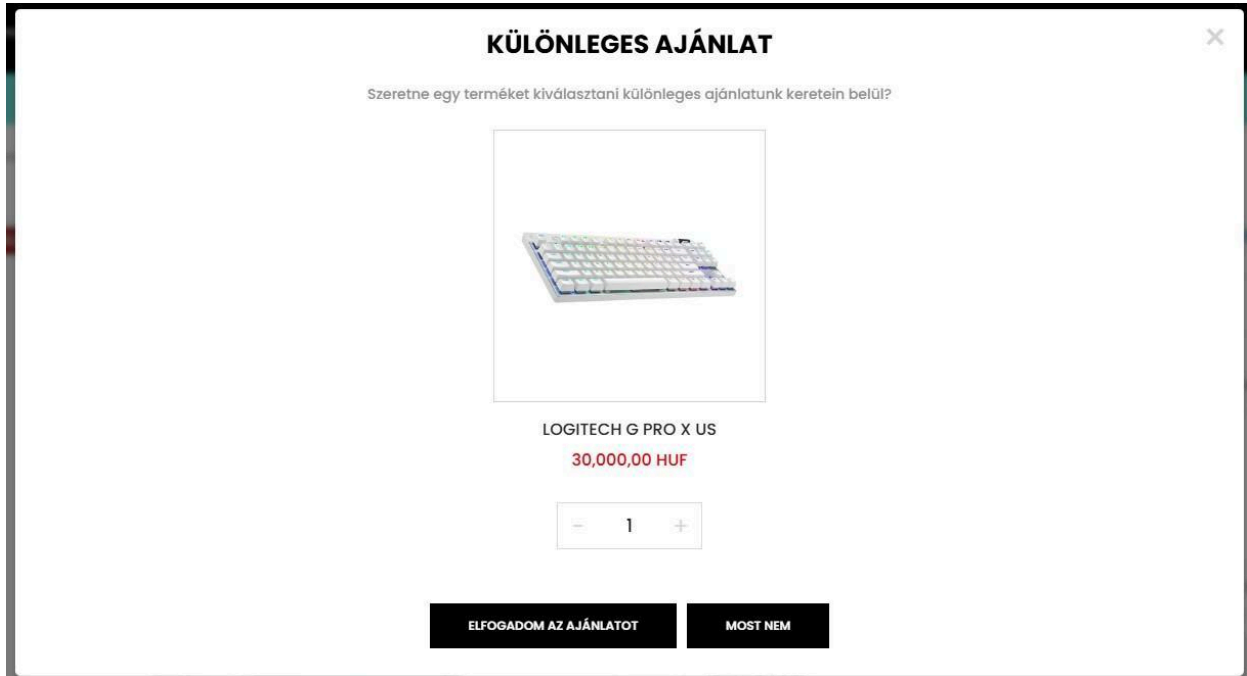 KÜLÖNLEGES AJÁNLAT
Szeretne egy terméket kiválasztani különleges ajánlatunk keretein belül?
LOGITECH G PRO X US
30,000,00 HUF
- 1 +
ELFOGADOM AZ AJÁNLATOT
MOST NEM